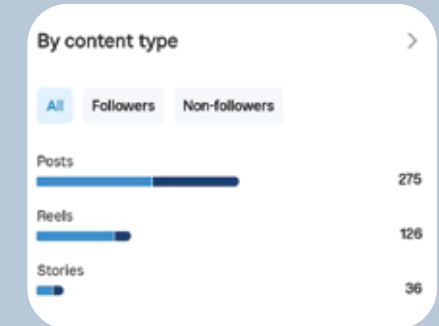 By content type
All Followers Non-followers
Posts
275
Reels
126
Stories
36